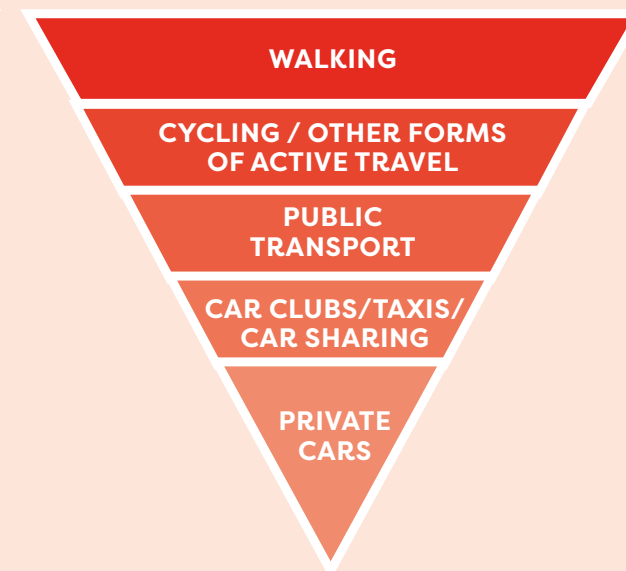 WALKING
CYCLING / OTHER FORMS
OF ACTIVE TRAVEL
PUBLIC
TRANSPORT
CAR CLUBS/TAXIS/
CAR SHARING
PRIVATE
CARS